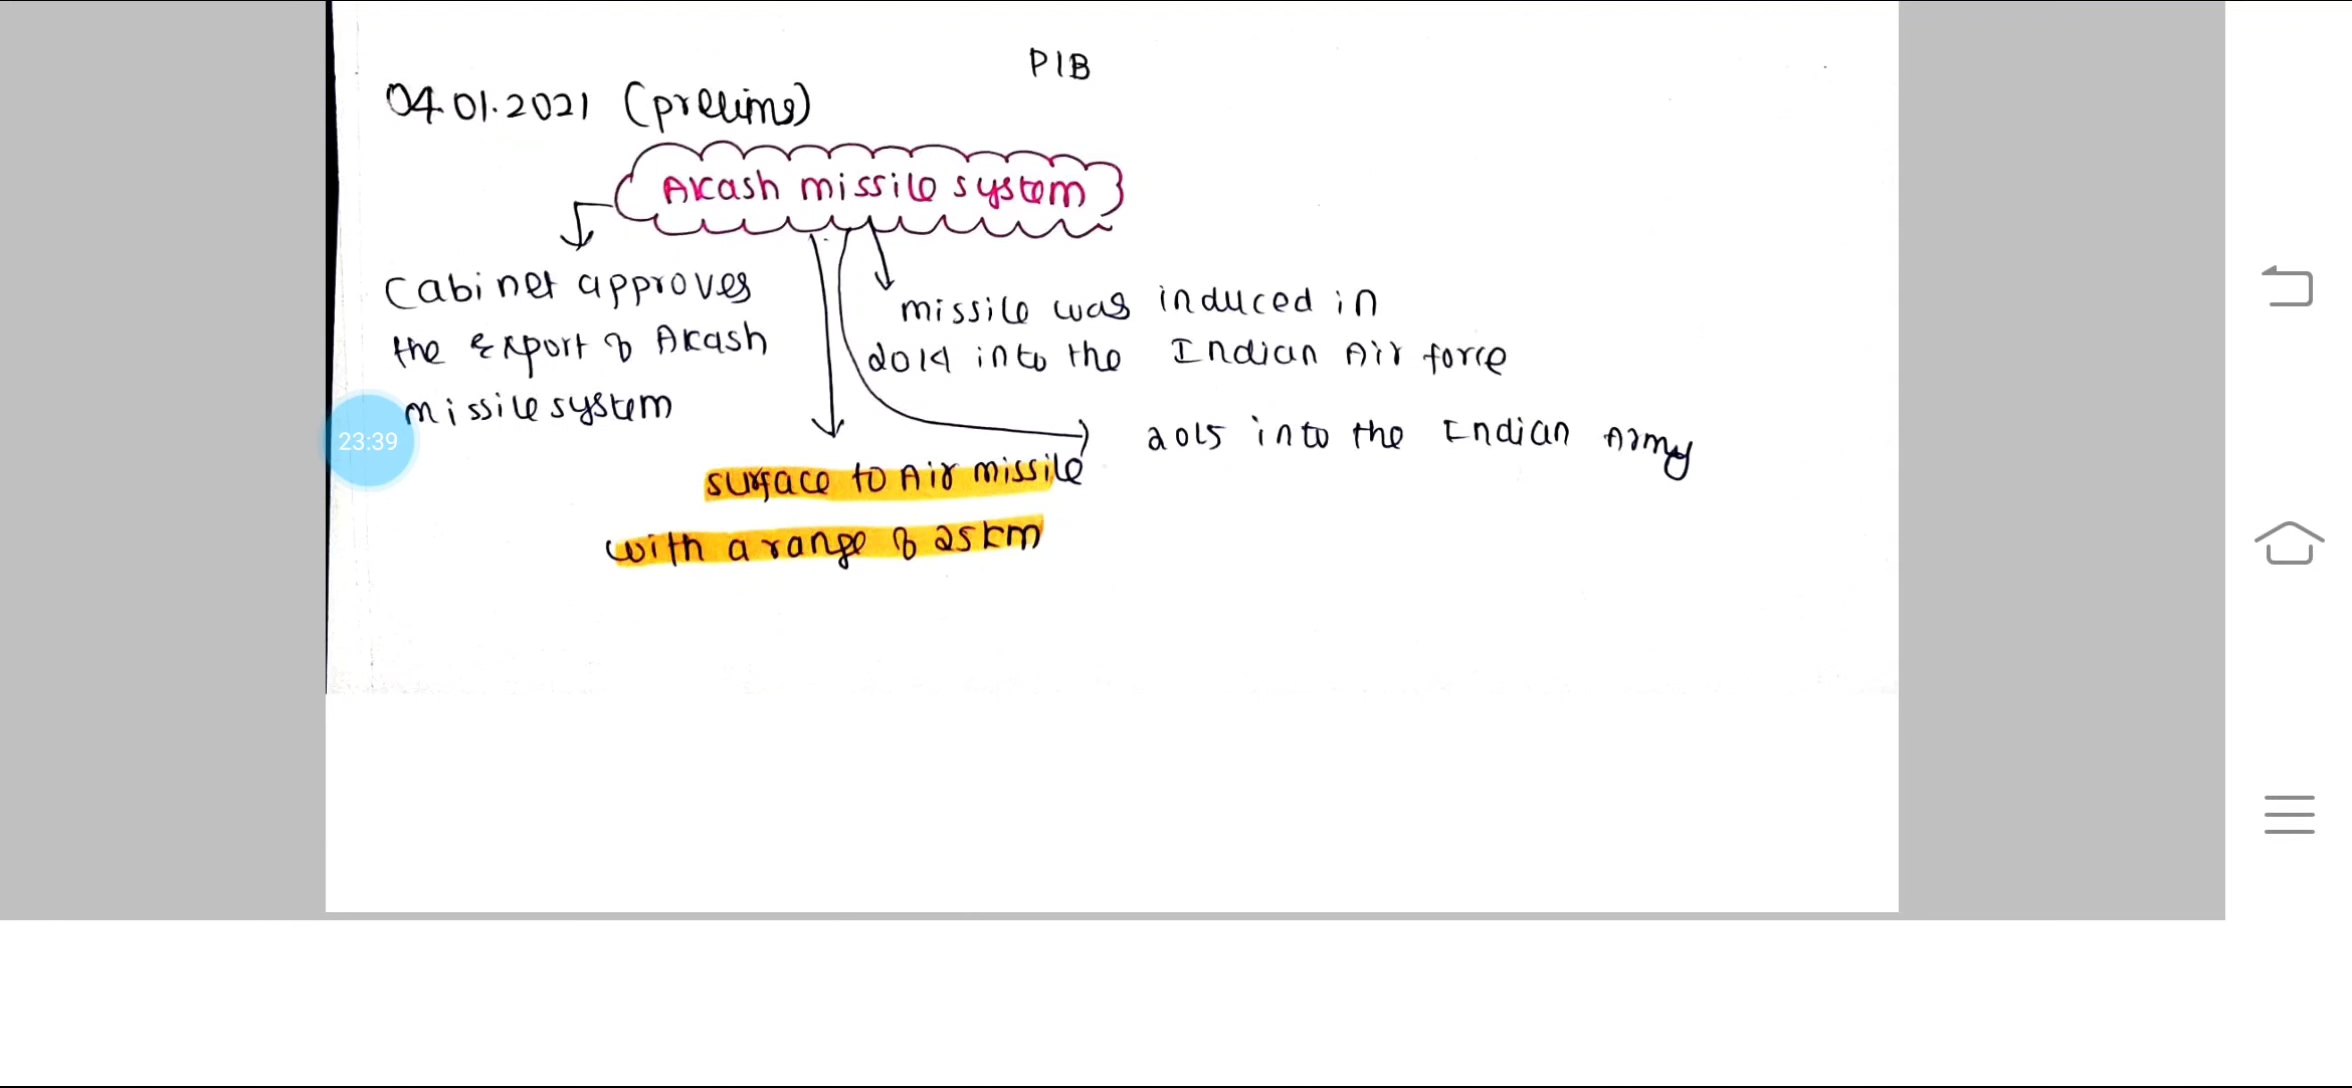 PIB
04.01.2021 (prelims)
Akash missile system
Cabinet approves
the Export of Akash
missile system
missile was induced in
2014 into the Indian Air force
2015 into the Indian Army
surface to Air missile
with a range of 25km
23:39